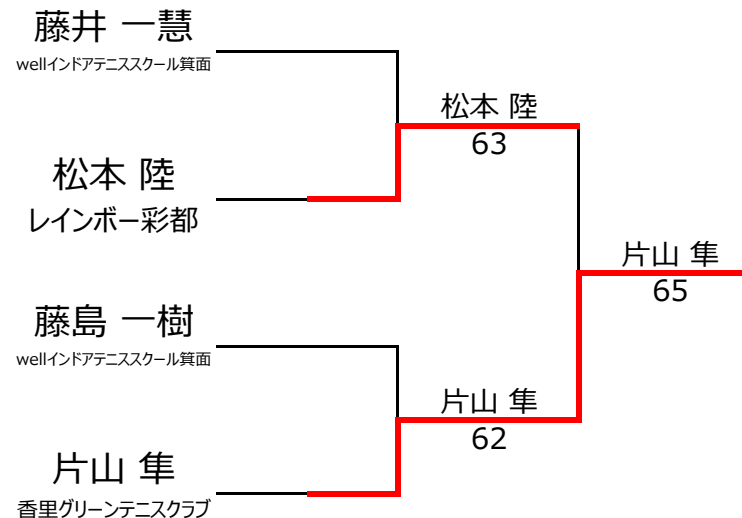 藤井 一慧
wellインドアテニススクール箕面
松本 陸
63
松本 陸
レインボー彩都
片山 隼
65
藤島 一樹
wellインドアテニススクール箕面
片山 隼
62
片山 隼
香里グリーンテニスクラブ